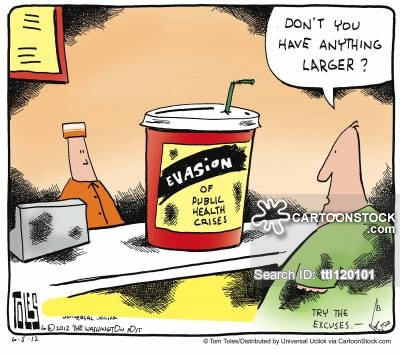 DON'T YOU
HAVE ANYTHING
LARGER?
EVASION
OF
PUBLIC
HEALTH
CRISES
CARTOONSTOCK
.com
Search ID: ttl120101
TRY THE
EXCUSES.—
TOLES
UNIVERSAL UCLICK
©2012 THE WASHINGTON POST
6-5-12
© Tom Toles/Distributed by Universal Uclick via CartoonStock.com